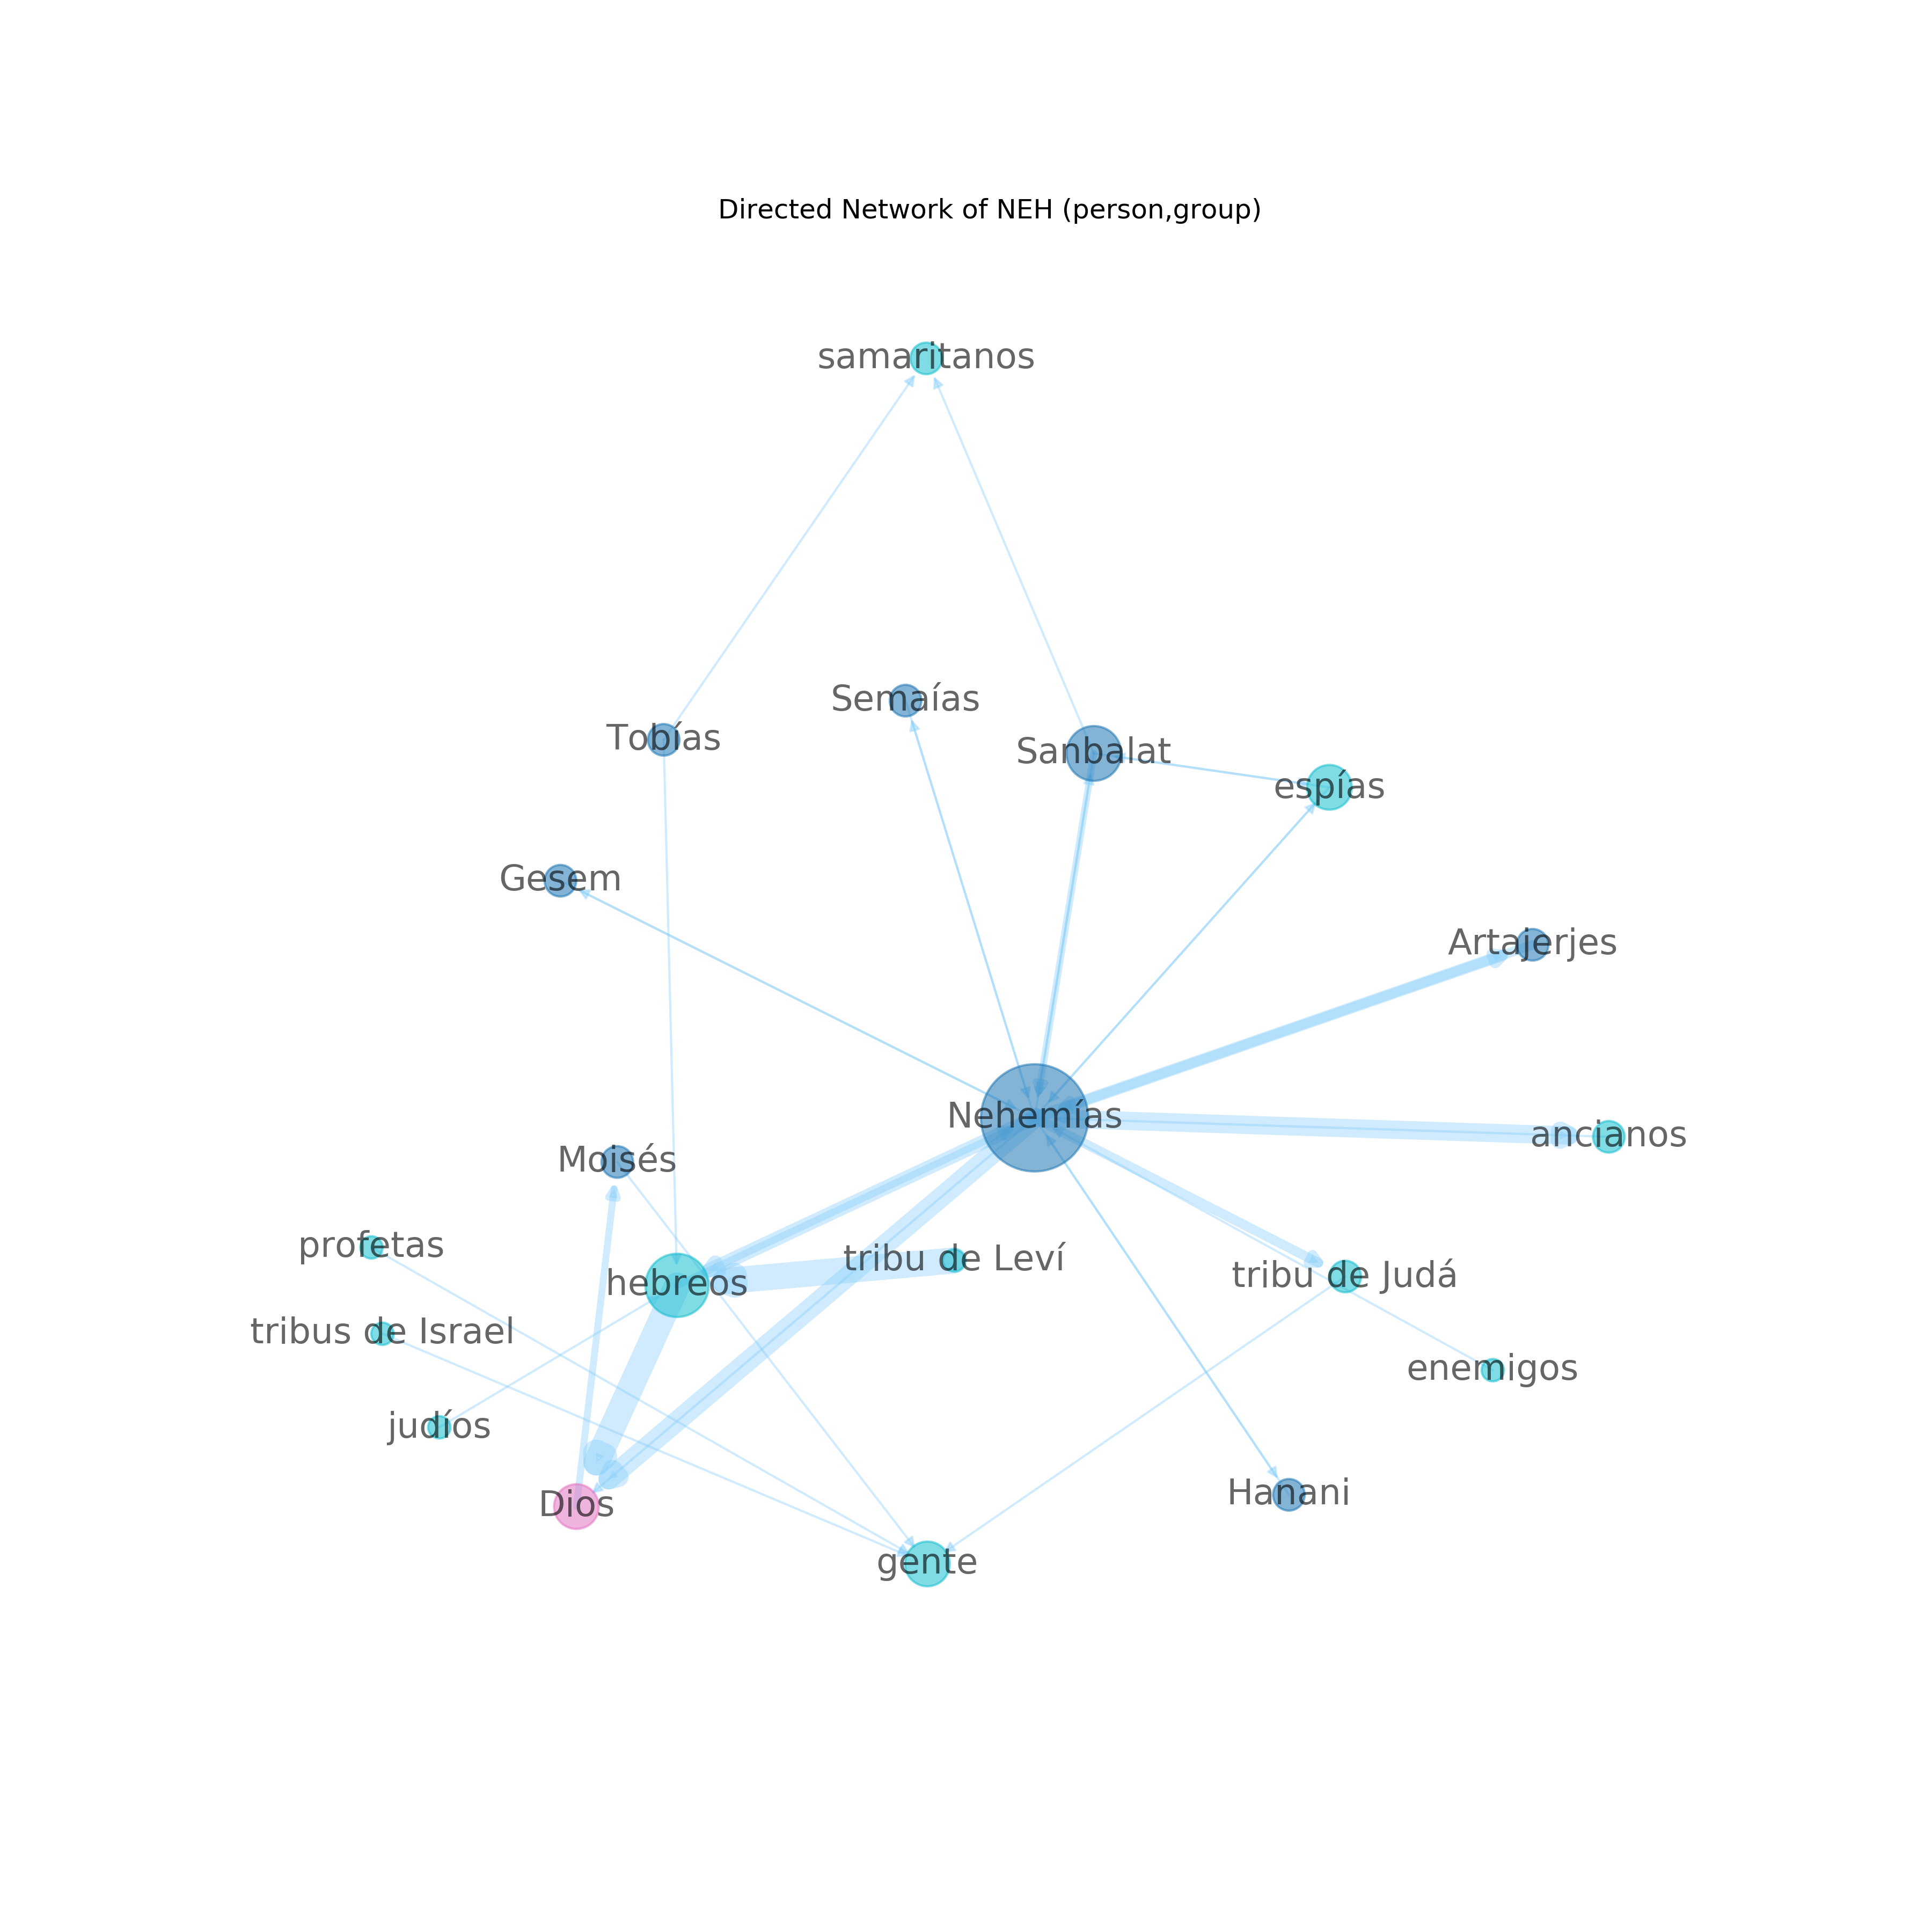 Directed Network of NEH (person,group)
samaritanos
Semaías
Tobías
Sanbalat
espías
Gesem
Artajerjes
Nehemías
ancianos
Moisés
profetas
tribu de Leví
hebreos
tribu de Judá
tribus de Israel
enemigos
judíos
Hanani
Dios
gente